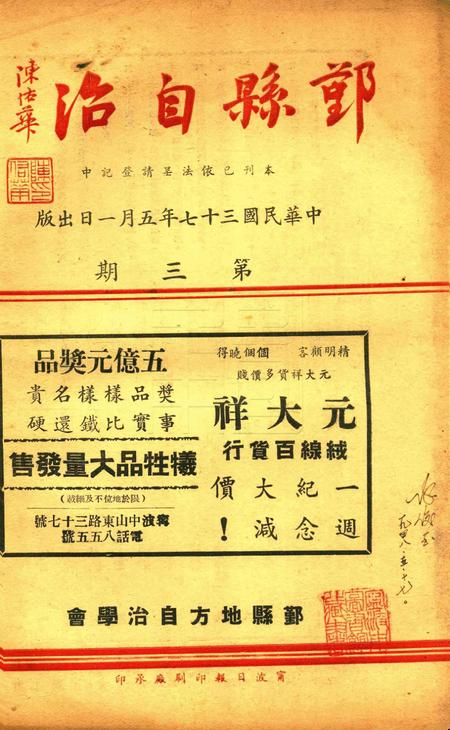 鄞縣自治
陳佑華
本刊已依法呈請登記中
中華民國三十七年五月一日出版
第三期
精明顧客 個個曉得
元大祥貨多價賤
元大祥
絨線百貨行
一紀大價
週念減！
五億元獎品
獎品樣樣名貴
事實比鐵還硬
犧牲品大量發售
（限於地位不及細載）
甯波中山東路三十七號
電話八五五號
鄞縣地方自治學會
甯波日報印刷廠承印